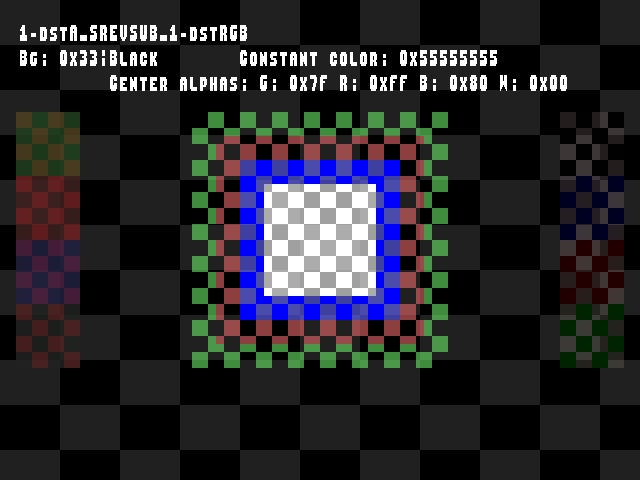 1-dstA_SREVSUB_1-dstRGB
Bg: 0x33¦Black Constant color: 0x55555555
Center alphas: G: 0x7f R: 0xff B: 0x80 W: 0x00